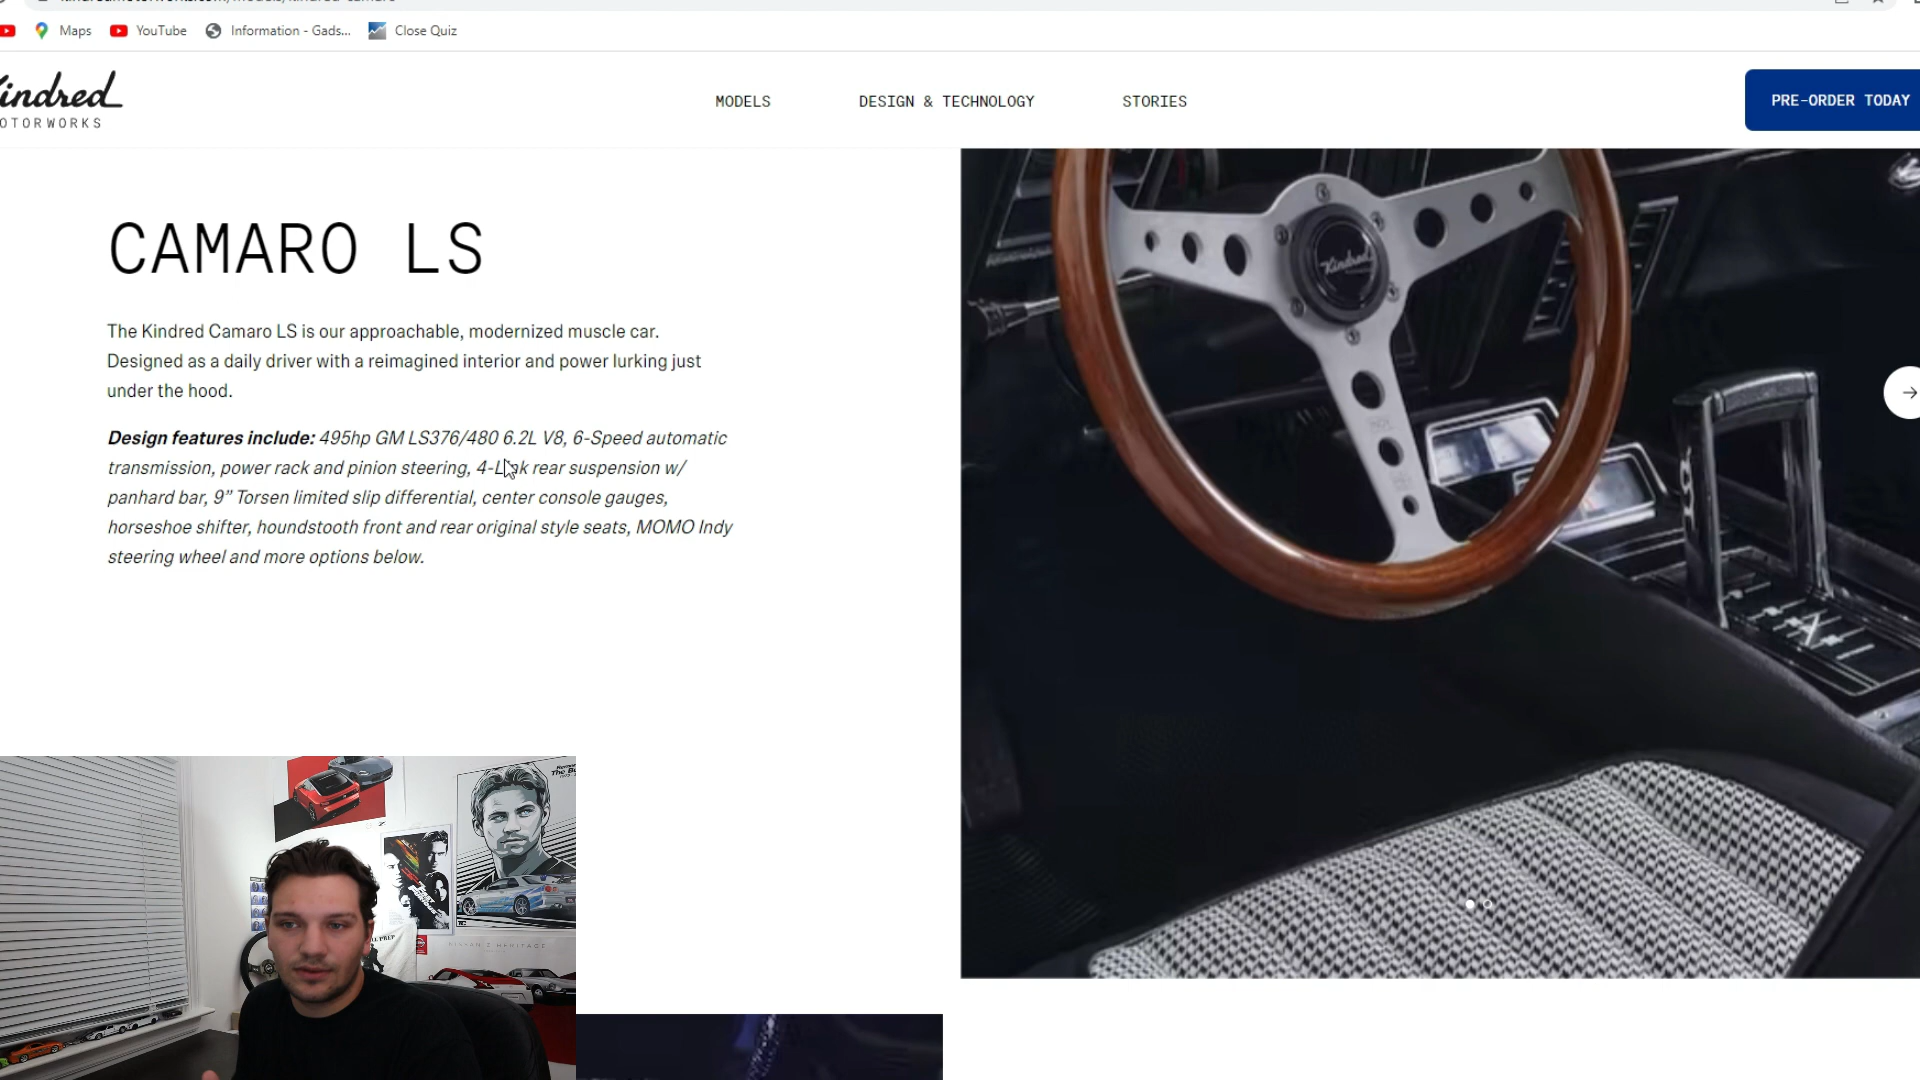 Maps
YouTube
Information - Gads...
Close Quiz
Kindred
MODELS
DESIGN & TECHNOLOGY
STORIES
PRE-ORDER TODAY
CAMARO LS
The Kindred Camaro LS is our approachable, modernized muscle car.
Designed as a daily driver with a reimagined interior and power lurking just
under the hood.
Design features include: 495hp GM LS376/480 6.2L V8, 6-Speed automatic
transmission, power rack and pinion steering, 4-Link rear suspension w/
panhard bar, 9” Torsen limited slip differential, center console gauges,
horseshoe shifter, houndstooth front and rear original style seats, MOMO Indy
steering wheel and more options below.
Kindred
NISSAN Z HERITAGE